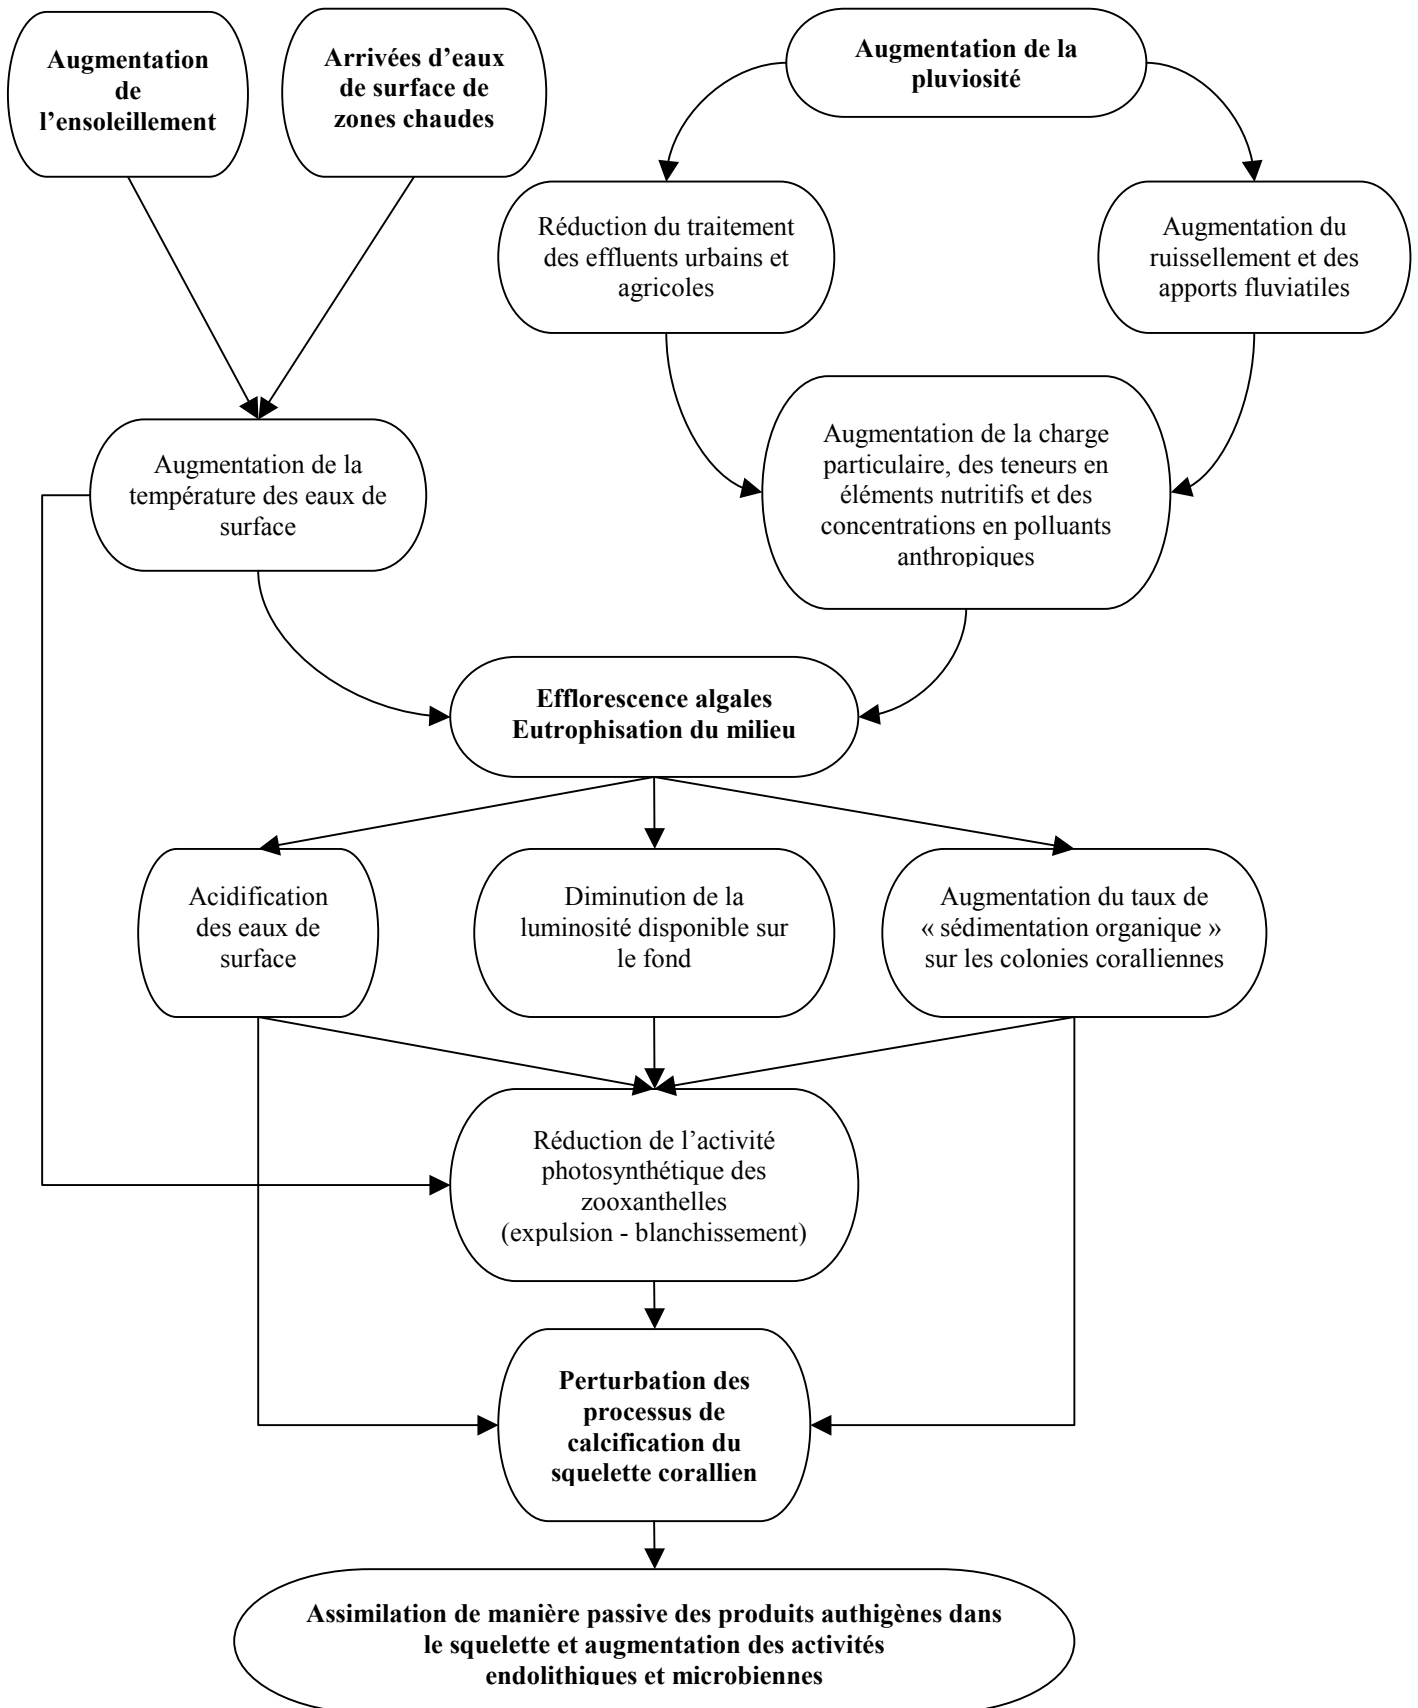 Augmentation
de
l’ensoleillement
Arrivées d’eaux
de surface de
zones chaudes
Augmentation de la
pluviosité
Réduction du traitement
des effluents urbains et
agricoles
Augmentation du
ruissellement et des
apports fluviatiles
Augmentation de la charge
particulaire, des teneurs en
éléments nutritifs et des
concentrations en polluants
anthropiques
Augmentation de la
température des eaux de
surface
Efflorescence algales
Eutrophisation du milieu
Acidification
des eaux de
surface
Diminution de la
luminosité disponible sur
le fond
Augmentation du taux de
« sédimentation organique »
sur les colonies coralliennes
Réduction de l’activité
photosynthétique des
zooxanthelles
(expulsion - blanchissement)
Perturbation des
processus de
calcification du
squelette corallien
Assimilation de manière passive des produits authigènes dans
le squelette et augmentation des activités
endolithiques et microbiennes